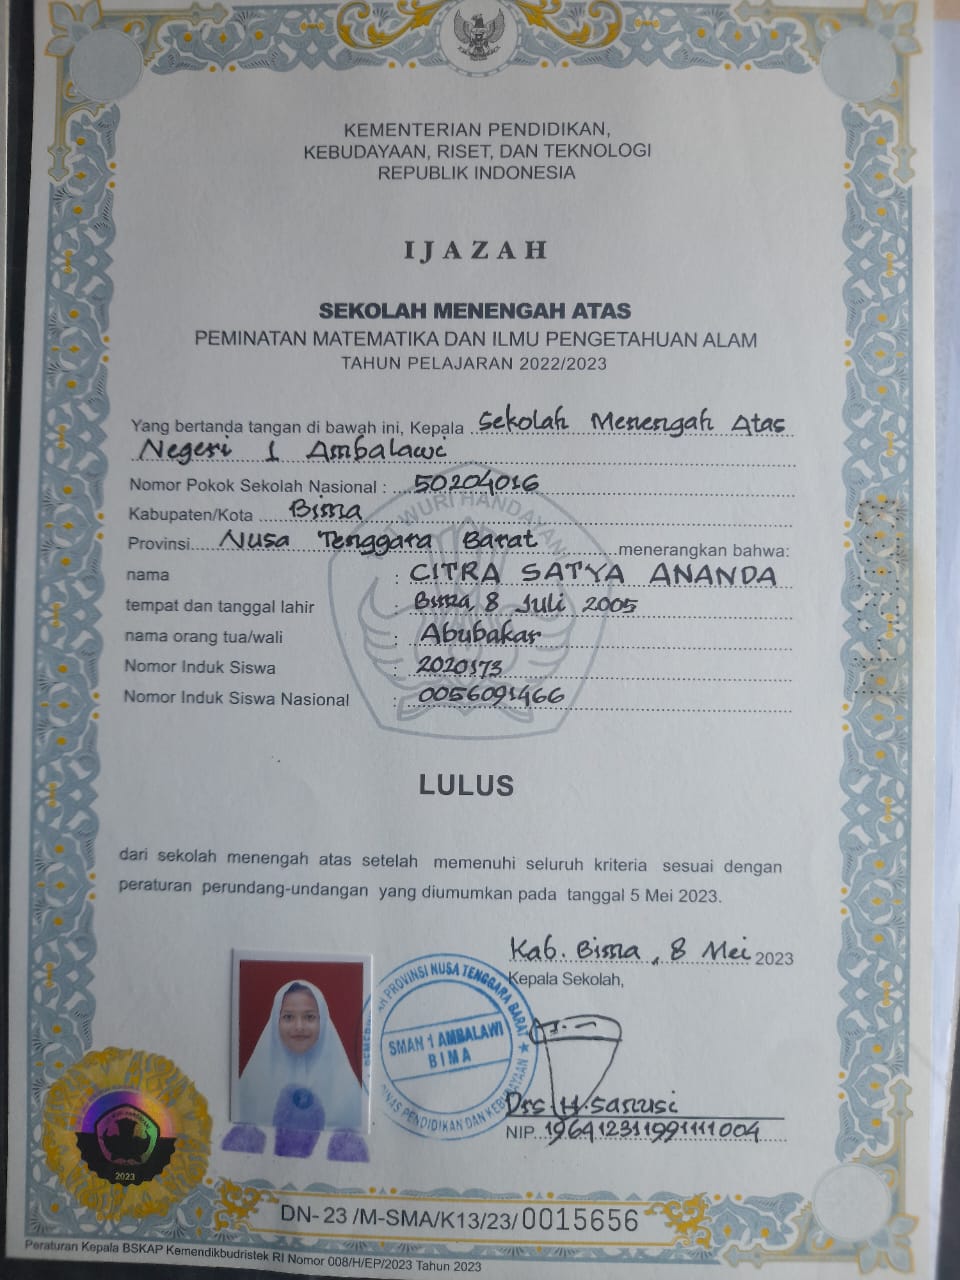 KEMENTERIAN PENDIDIKAN,
KEBUDAYAAN, RISET, DAN TEKNOLOGI
REPUBLIK INDONESIA
IJAZAH
SEKOLAH MENENGAH ATAS
PEMINATAN MATEMATIKA DAN ILMU PENGETAHUAN ALAM
TAHUN PELAJARAN 2022/2023
Yang bertanda tangan di bawah ini, Kepala Sekolah Menengah Atas
Negeri 1 Ambalawi
Nomor Pokok Sekolah Nasional : 50204016
Kabupaten/Kota Bima
Provinsi Nusa Tenggara Barat menerangkan bahwa:
nama : CITRA SATYA ANANDA
tempat dan tanggal lahir : Bima, 8 Juli 2005
nama orang tua/wali : Abubakar
Nomor Induk Siswa : 2020173
Nomor Induk Siswa Nasional : 0056091466
TUT WURI HANDAYANI
LULUS
dari sekolah menengah atas setelah memenuhi seluruh kriteria sesuai dengan
peraturan perundang-undangan yang diumumkan pada tanggal 5 Mei 2023.
Kab. Bima, 8 Mei 2023
Kepala Sekolah,
PEMERINTAH PROVINSI NUSA TENGGARA BARAT
SMAN 1 AMBALAWI
BIMA
DINAS PENDIDIKAN DAN KEBUDAYAAN
Drs H. Sanusi
NIP. 196412311991111004
2023
DN-23 /M-SMA/K13/23/0015656
Peraturan Kepala BSKAP Kemendikbudristek RI Nomor 008/H/EP/2023 Tahun 2023